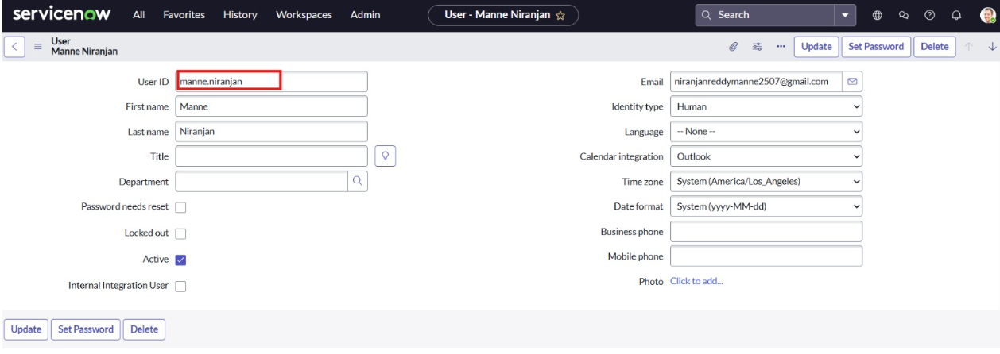 servicenow All Favorites History Workspaces Admin User - Manne Niranjan Search
User
Manne Niranjan
Update Set Password Delete
User ID manne.niranjan
First name Manne
Last name Niranjan
Title
Department
Password needs reset
Locked out
Active
Internal Integration User
Email niranjanreddymanne2507@gmail.com
Identity type Human
Language -- None --
Calendar integration Outlook
Time zone System (America/Los_Angeles)
Date format System (yyyy-MM-dd)
Business phone
Mobile phone
Photo Click to add...
Update Set Password Delete